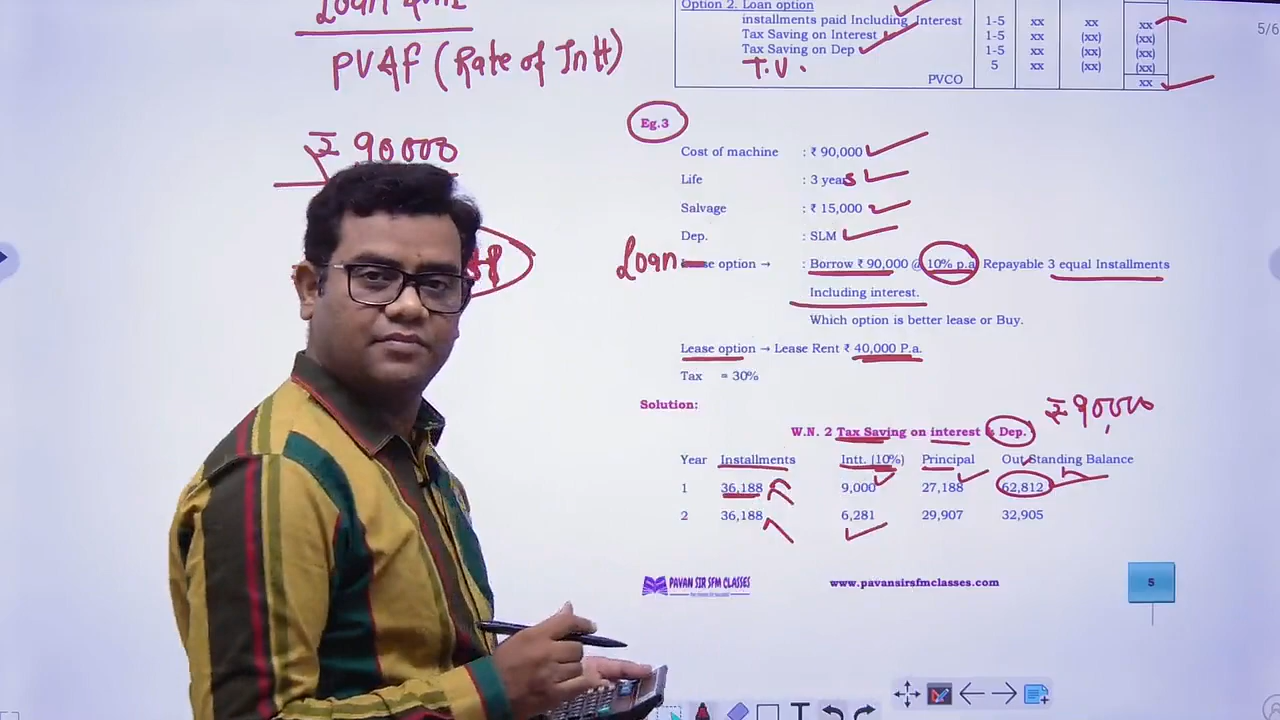 Loan Amt
PVAF (Rate of Intt)
₹ 90000
Option 2. Loan option
installments paid Including Interest 1-5 xx xx xx
Tax Saving on Interest 1-5 xx (xx) (xx)
Tax Saving on Dep 1-5 xx (xx) (xx)
T.V. 5 xx (xx) (xx)
PVCO xx
5/6
Eg.3
Cost of machine : ₹ 90,000
Life : 3 years
Salvage : ₹ 15,000
Dep. : SLM
Loan option → : Borrow ₹ 90,000 @ 10% p.a Repayable 3 equal Installments
Including interest.
Which option is better lease or Buy.
Lease option → Lease Rent ₹ 40,000 P.a.
Tax = 30%
Solution:
₹ 90000
W.N. 2 Tax Saving on interest & Dep.
Year Installments Intt. (10%) Principal Out Standing Balance
1 36,188 9,000 27,188 62,812
2 36,188 6,281 29,907 32,905
PAVAN SIR SFM CLASSES
www.pavansirsfmclasses.com
5
T